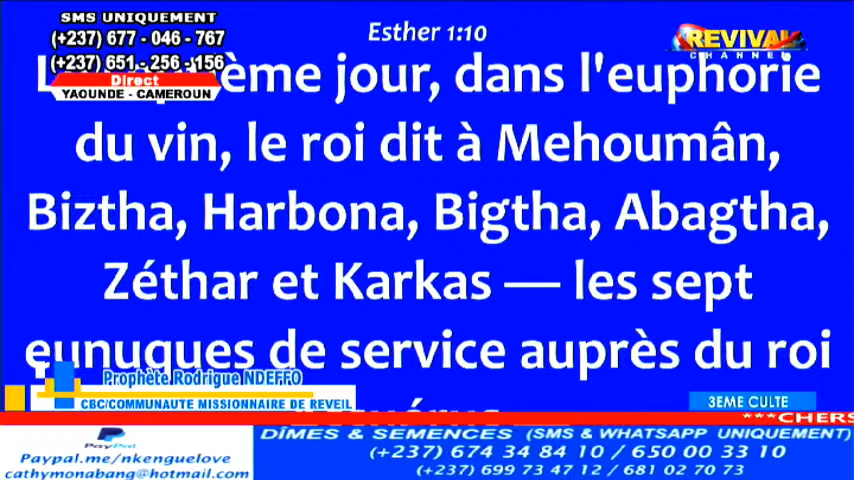 SMS UNIQUEMENT
(+237) 677 - 046 - 767
(+237) 651 - 256 - 156
Direct
YAOUNDE - CAMEROUN
Esther 1:10
REVIVAL
CHANNEL
ème jour, dans l'euphorie
du vin, le roi dit à Mehoumân,
Biztha, Harbona, Bigtha, Abagtha,
Zéthar et Karkas — les sept
eunuques de service auprès du roi
Prophète Rodrigue NDEFFO
CBC/COMMUNAUTE MISSIONNAIRE DE REVEIL
3EME CULTE
***CHERS
PayPal
Paypal.me/nkenguelove
cathymonabang@hotmail.com
DÎMES & SEMENCES (SMS & WHATSAPP UNIQUEMENT)
(+237) 674 34 84 10 / 650 00 33 10
(+237) 699 73 47 12 / 681 02 70 73